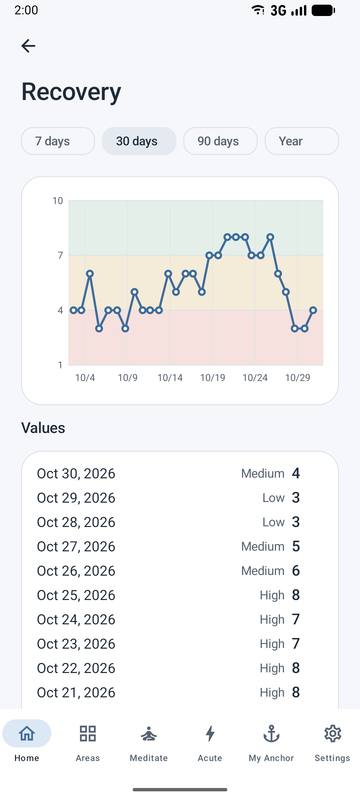 2:00
3G
Recovery
7 days 30 days 90 days Year
10
7
4
1
10/4 10/9 10/14 10/19 10/24 10/29
Values
Oct 30, 2026 Medium 4
Oct 29, 2026 Low 3
Oct 28, 2026 Low 3
Oct 27, 2026 Medium 5
Oct 26, 2026 Medium 6
Oct 25, 2026 High 8
Oct 24, 2026 High 7
Oct 23, 2026 High 7
Oct 22, 2026 High 8
Oct 21, 2026 High 8
Home Areas Meditate Acute My Anchor Settings